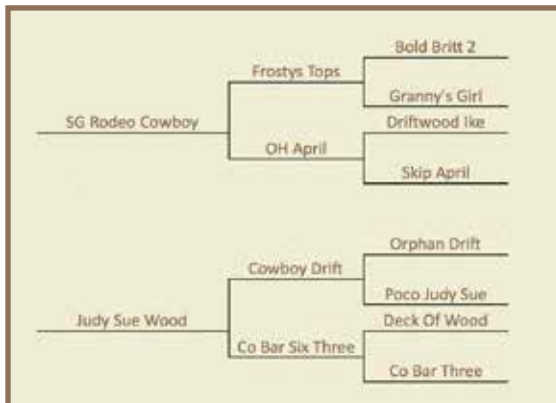 Bold Britt 2
Frostys Tops
Granny's Girl
SG Rodeo Cowboy
Driftwood Ike
OH April
Skip April
Orphan Drift
Cowboy Drift
Poco Judy Sue
Judy Sue Wood
Deck Of Wood
Co Bar Six Three
Co Bar Three